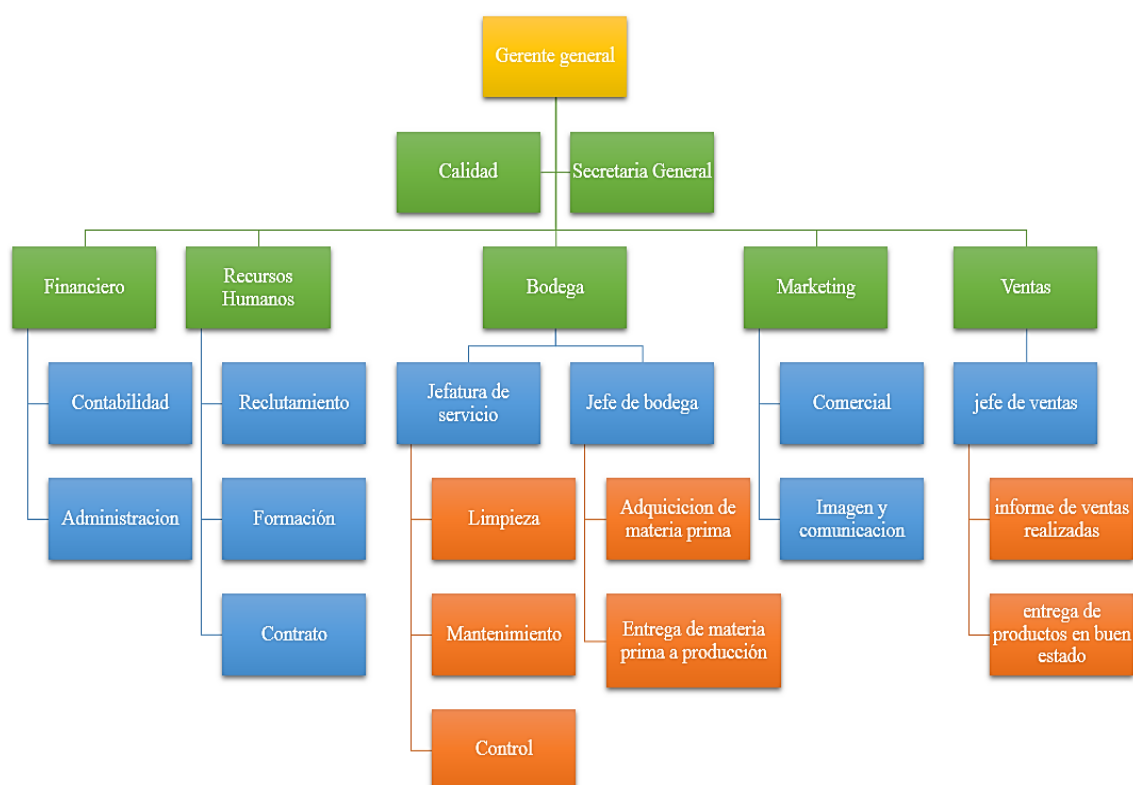 Gerente general
Calidad
Secretaria General
Financiero
Recursos
Humanos
Bodega
Marketing
Ventas
Contabilidad
Reclutamiento
Jefatura de
servicio
Jefe de bodega
Comercial
jefe de ventas
Administracion
Formación
Limpieza
Adquicicion de
materia prima
Imagen y
comunicacion
informe de ventas
realizadas
Contrato
Mantenimiento
Entrega de materia
prima a producción
entrega de
productos en buen
estado
Control